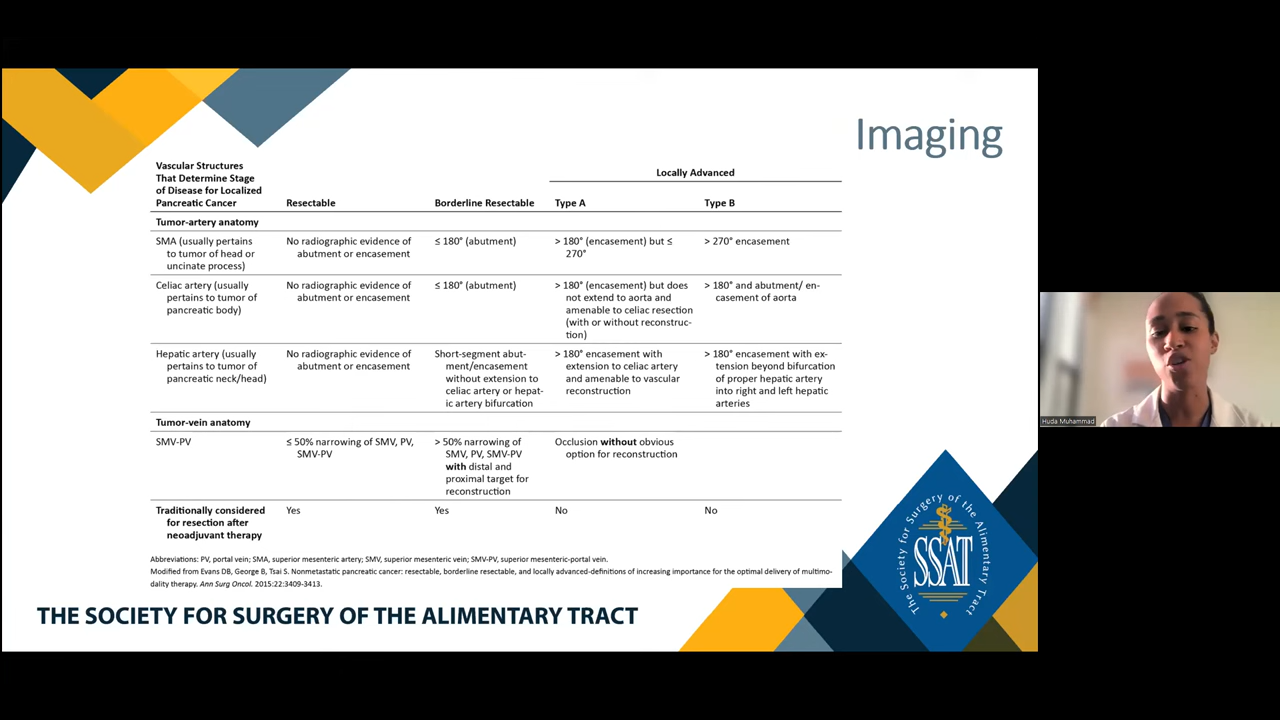 Imaging
Vascular Structures
That Determine Stage
of Disease for Localized
Pancreatic Cancer
Resectable
Borderline Resectable
Locally Advanced
Type A
Type B
Tumor-artery anatomy
SMA (usually pertains
to tumor of head or
uncinate process)
No radiographic evidence of
abutment or encasement
≤ 180° (abutment)
> 180° (encasement) but ≤
270°
> 270° encasement
Celiac artery (usually
pertains to tumor of
pancreatic body)
No radiographic evidence of
abutment or encasement
≤ 180° (abutment)
> 180° (encasement) but does
not extend to aorta and
amenable to celiac resection
(with or without reconstruc-
tion)
> 180° and abutment/ en-
casement of aorta
Hepatic artery (usually
pertains to tumor of
pancreatic neck/head)
No radiographic evidence of
abutment or encasement
Short-segment abut-
ment/encasement
without extension to
celiac artery or hepat-
ic artery bifurcation
> 180° encasement with
extension to celiac artery
and amenable to vascular
reconstruction
> 180° encasement with ex-
tension beyond bifurcation
of proper hepatic artery
into right and left hepatic
arteries
Tumor-vein anatomy
SMV-PV
≤ 50% narrowing of SMV, PV,
SMV-PV
> 50% narrowing of
SMV, PV, SMV-PV
with distal and
proximal target for
reconstruction
Occlusion without obvious
option for reconstruction
Traditionally considered
for resection after
neoadjuvant therapy
Yes
Yes
No
No
Abbreviations: PV, portal vein; SMA, superior mesenteric artery; SMV, superior mesenteric vein; SMV-PV, superior mesenteric-portal vein.
Modified from Evans DB, George B, Tsai S. Nonmetastatic pancreatic cancer: resectable, borderline resectable, and locally advanced-definitions of increasing importance for the optimal delivery of multimo-
dality therapy. Ann Surg Oncol. 2015:22:3409-3413.
THE SOCIETY FOR SURGERY OF THE ALIMENTARY TRACT
The Society for Surgery of the Alimentary Tract
SSAT
Huda Muhammad